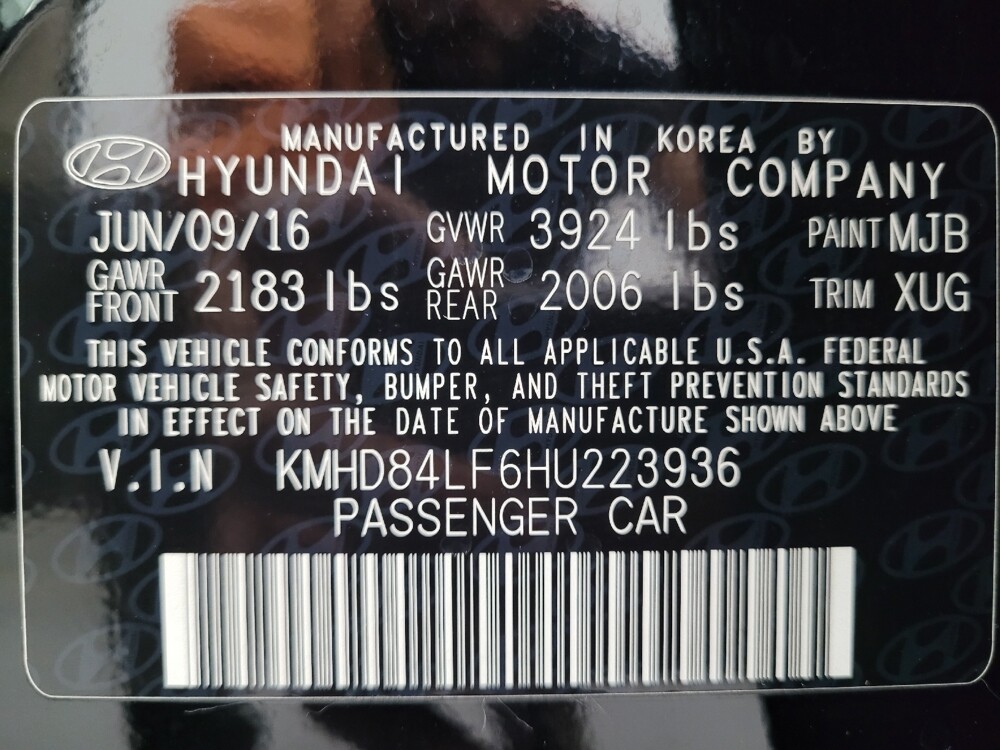 MANUFACTURED IN KOREA BY
HYUNDAI MOTOR COMPANY
JUN/09/16 GVWR 3924 lbs PAINT MJB
GAWR FRONT 2183 lbs GAWR REAR 2006 lbs TRIM XUG
THIS VEHICLE CONFORMS TO ALL APPLICABLE U.S.A. FEDERAL
MOTOR VEHICLE SAFETY, BUMPER, AND THEFT PREVENTION STANDARDS
IN EFFECT ON THE DATE OF MANUFACTURE SHOWN ABOVE
V.I.N KMHD84LF6HU223936
PASSENGER CAR